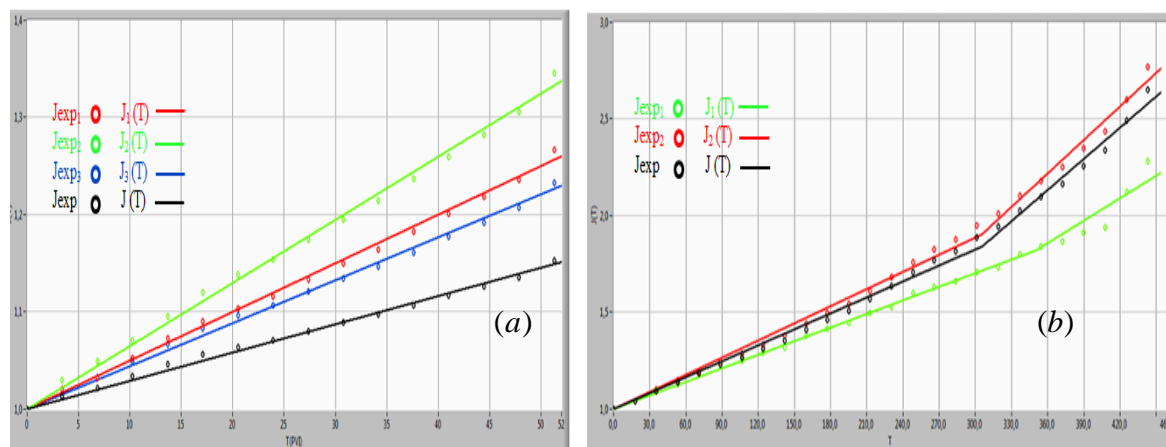 1,4
1,3
1,2
1,1
1,0
Jexp₁ J₁(T)
Jexp₂ J₂(T)
Jexp₃ J₃(T)
Jexp J(T)
(a)
0 5 10 15 20 25 30 35 40 45 52
T(PVI)
3,0
2,5
2,0
1,5
1,0
Jexp₁ J₁(T)
Jexp₂ J₂(T)
Jexp J(T)
(b)
0,0 30,0 60,0 90,0 120,0 150,0 180,0 210,0 240,0 270,0 300,0 330,0 360,0 390,0 420,0
T